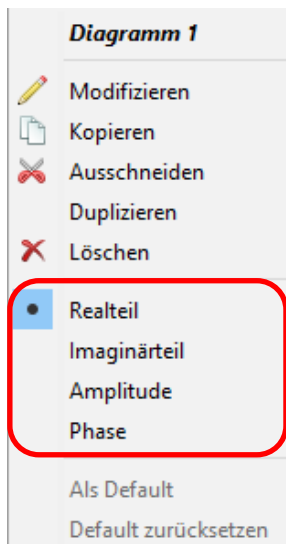 Diagramm 1
Modifizieren
Kopieren
Ausschneiden
Duplizieren
Löschen
Realteil
Imaginärteil
Amplitude
Phase
Als Default
Default zurücksetzen